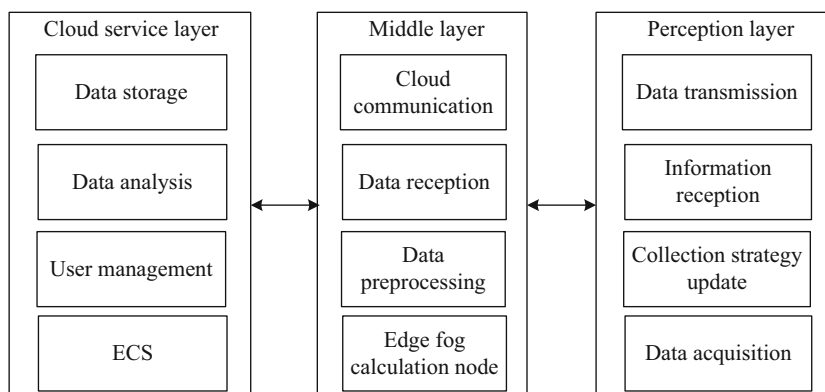 Cloud service layer
Data storage
Data analysis
User management
ECS
Middle layer
Cloud
communication
Data reception
Data
preprocessing
Edge fog
calculation node
Perception layer
Data transmission
Information
reception
Collection strategy
update
Data acquisition